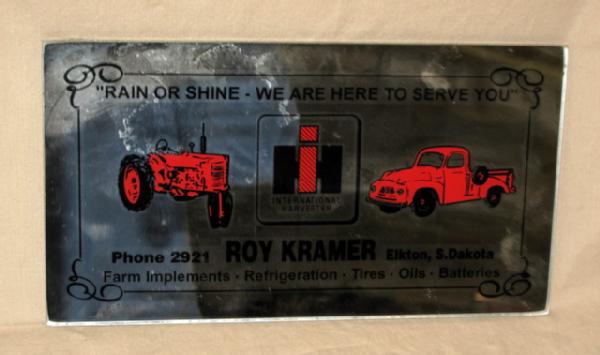 "RAIN OR SHINE - WE ARE HERE TO SERVE YOU"
IH
INTERNATIONAL
HARVESTER
Phone 2921 ROY KRAMER Elkton, S.Dakota
Farm Implements · Refrigeration · Tires · Oils · Batteries